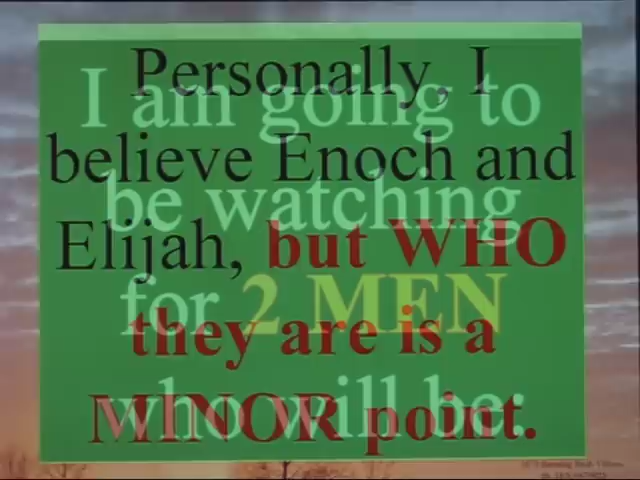 Personally, I
believe Enoch and
Elijah, but WHO
they are is a
MINOR point.
I am going to
be watching
for 2 MEN
who will be: